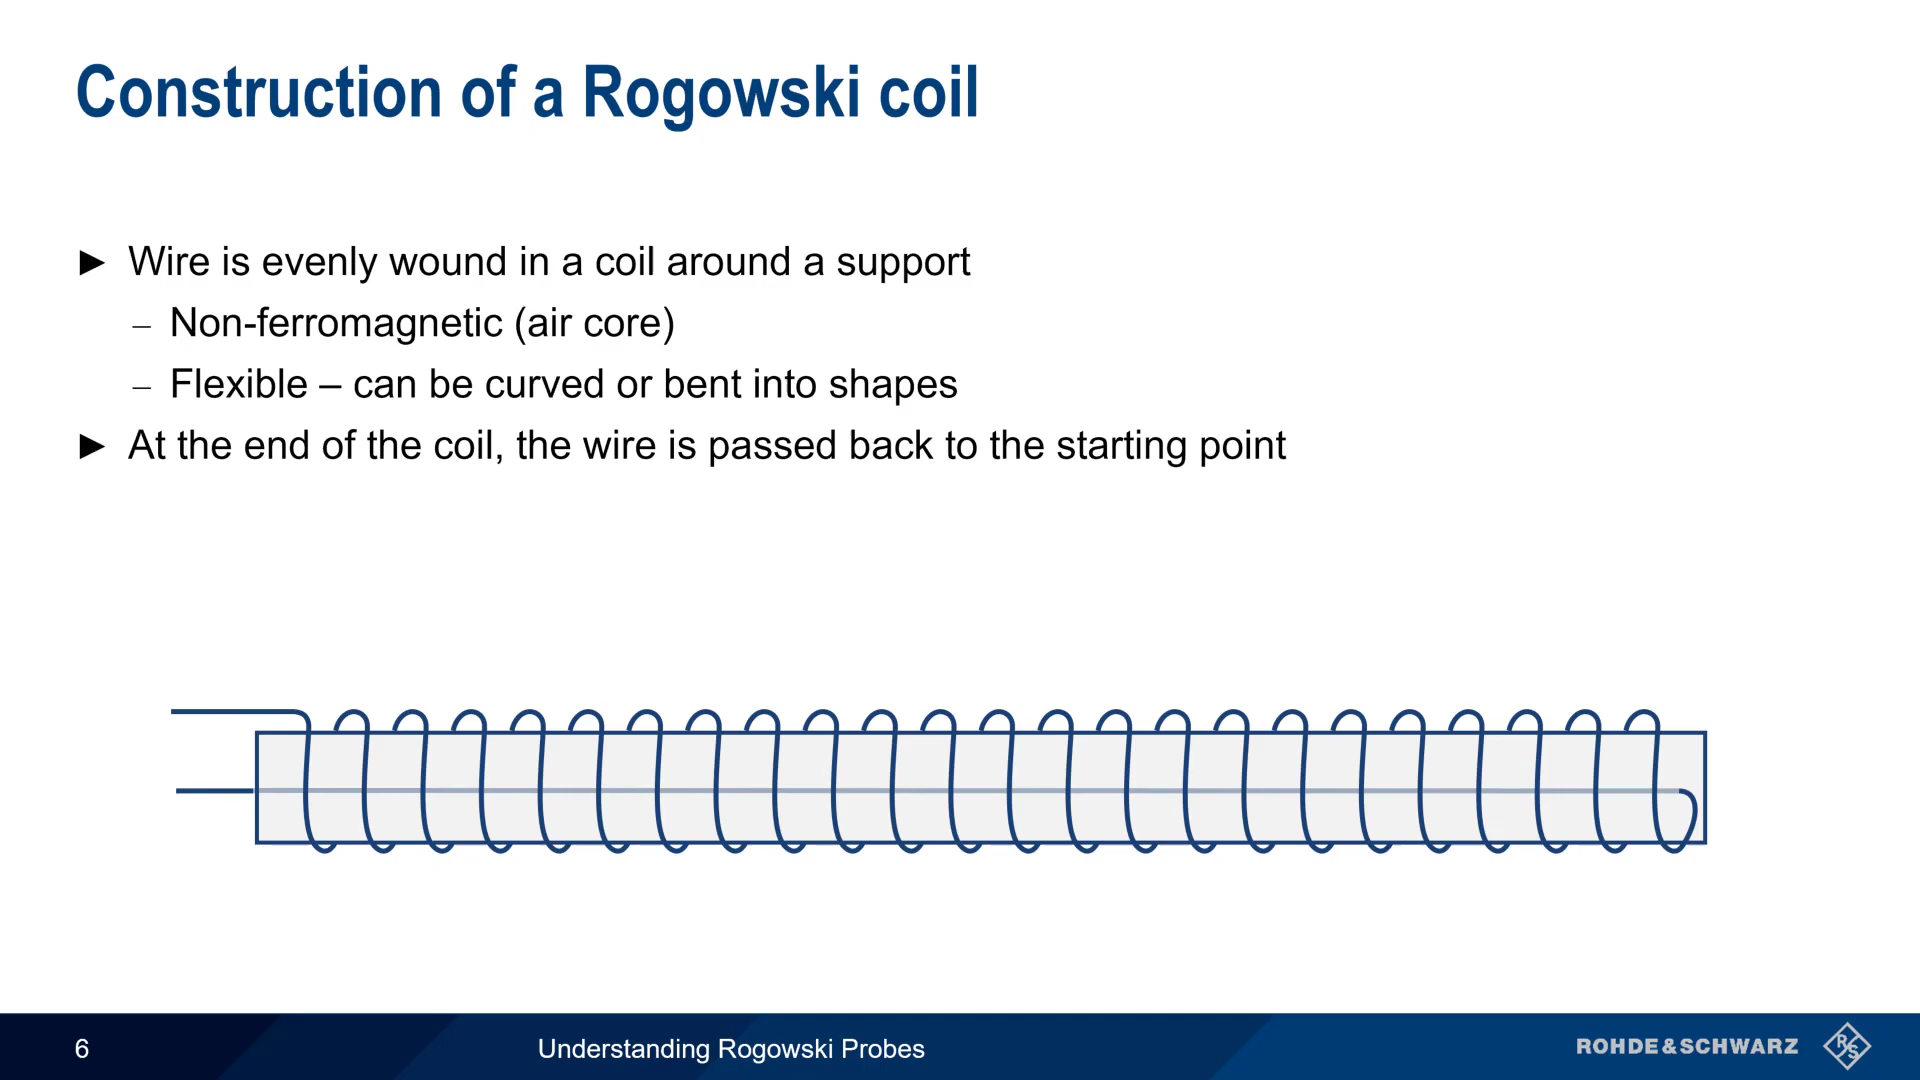 Construction of a Rogowski coil
► Wire is evenly wound in a coil around a support
– Non-ferromagnetic (air core)
– Flexible – can be curved or bent into shapes
► At the end of the coil, the wire is passed back to the starting point
6
Understanding Rogowski Probes
ROHDE&SCHWARZ
R&S